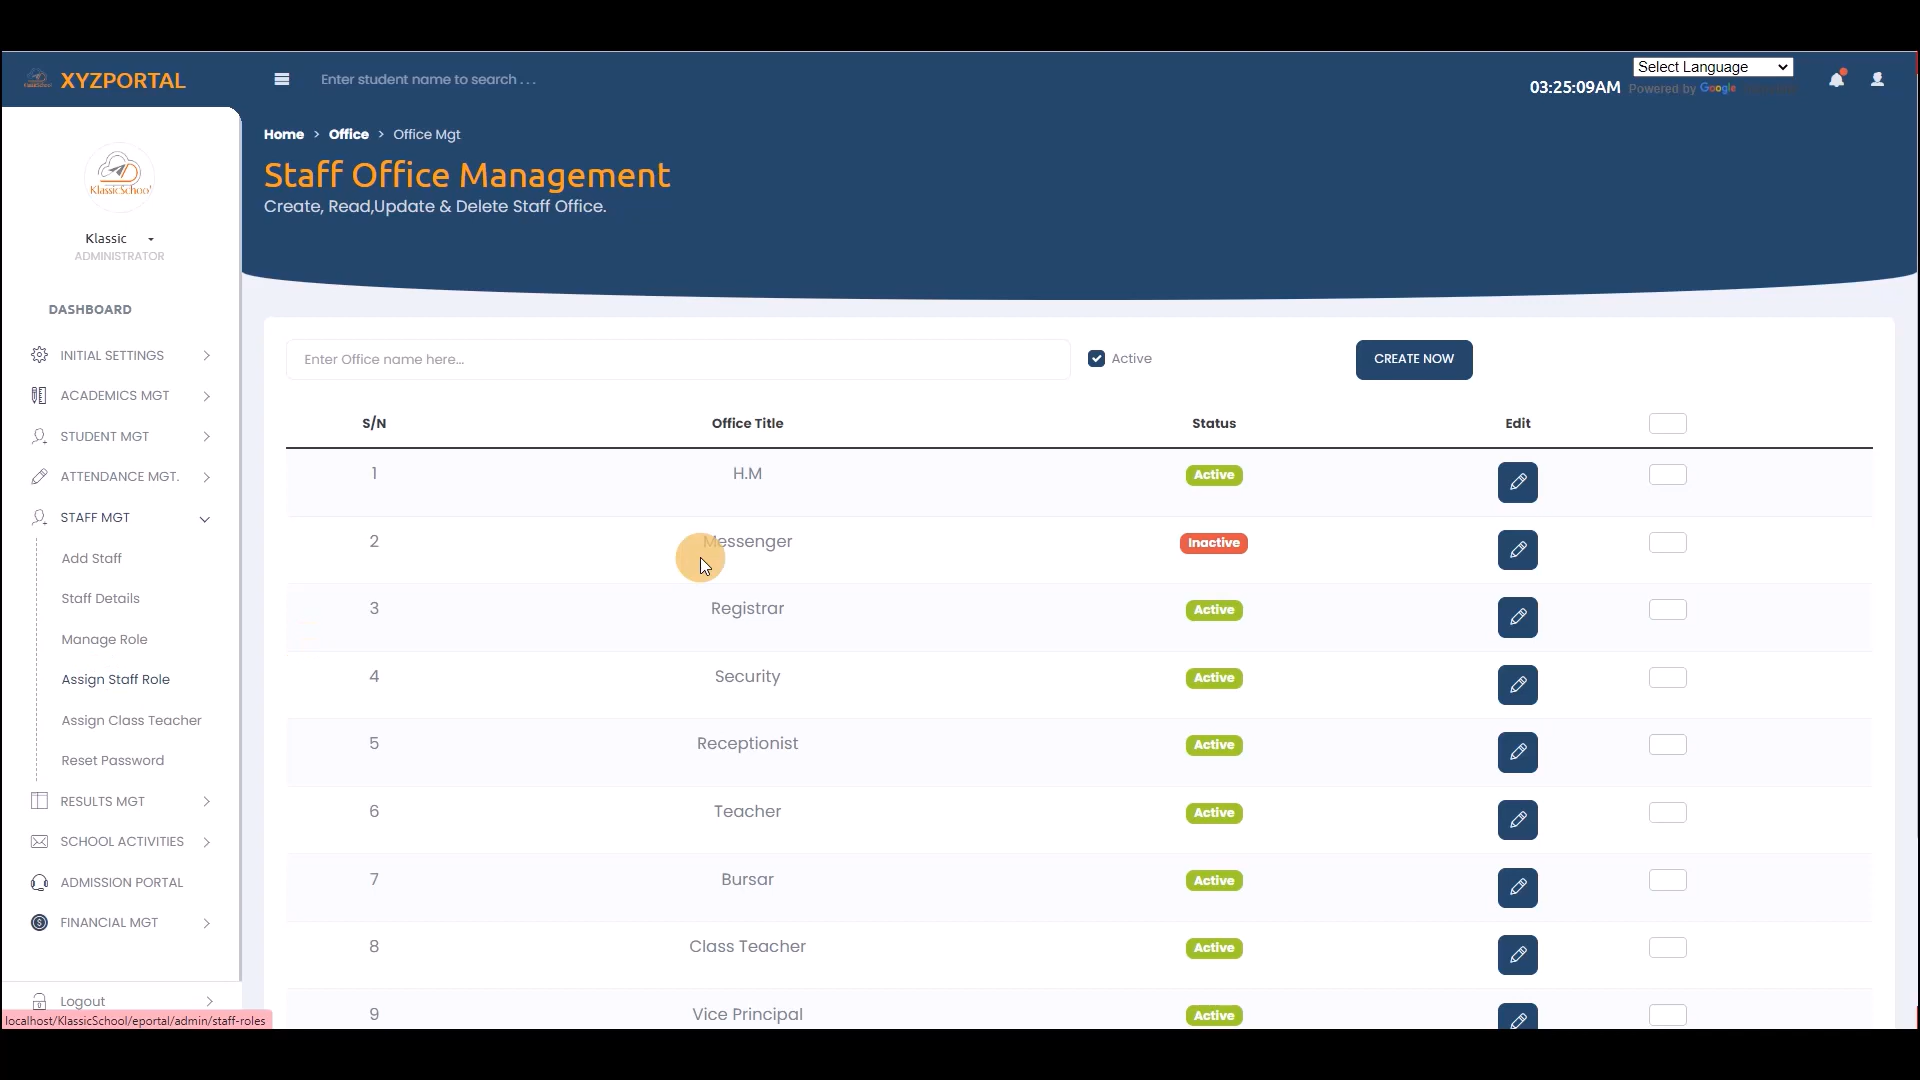 XYZPORTAL
Enter student name to search . . .
03:25:09AM
Select Language
Powered by Google
Home > Office > Office Mgt
Staff Office Management
Create, Read,Update & Delete Staff Office.
KlassicSchool
Klassic
ADMINISTRATOR
DASHBOARD
INITIAL SETTINGS
ACADEMICS MGT
STUDENT MGT
ATTENDANCE MGT.
STAFF MGT
Add Staff
Staff Details
Manage Role
Assign Staff Role
Assign Class Teacher
Reset Password
RESULTS MGT
SCHOOL ACTIVITIES
ADMISSION PORTAL
FINANCIAL MGT
Logout
localhost/KlassicSchool/eportal/admin/staff-roles
Enter Office name here...
Active
CREATE NOW
S/N Office Title Status Edit
1 H.M Active
2 Messenger Inactive
3 Registrar Active
4 Security Active
5 Receptionist Active
6 Teacher Active
7 Bursar Active
8 Class Teacher Active
9 Vice Principal Active